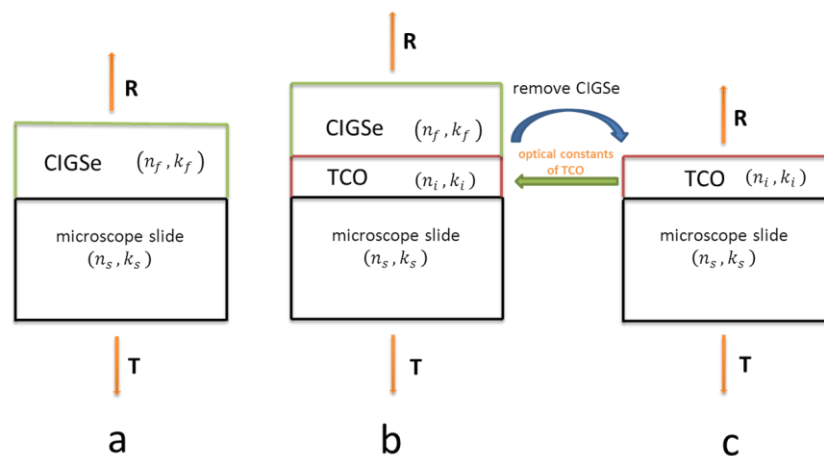 R
CIGSe (n_f, k_f)
microscope slide
(n_s, k_s)
T
a
R
CIGSe (n_f, k_f)
TCO (n_i, k_i)
microscope slide
(n_s, k_s)
T
b
remove CIGSe
optical constants
of TCO
R
TCO (n_i, k_i)
microscope slide
(n_s, k_s)
T
c